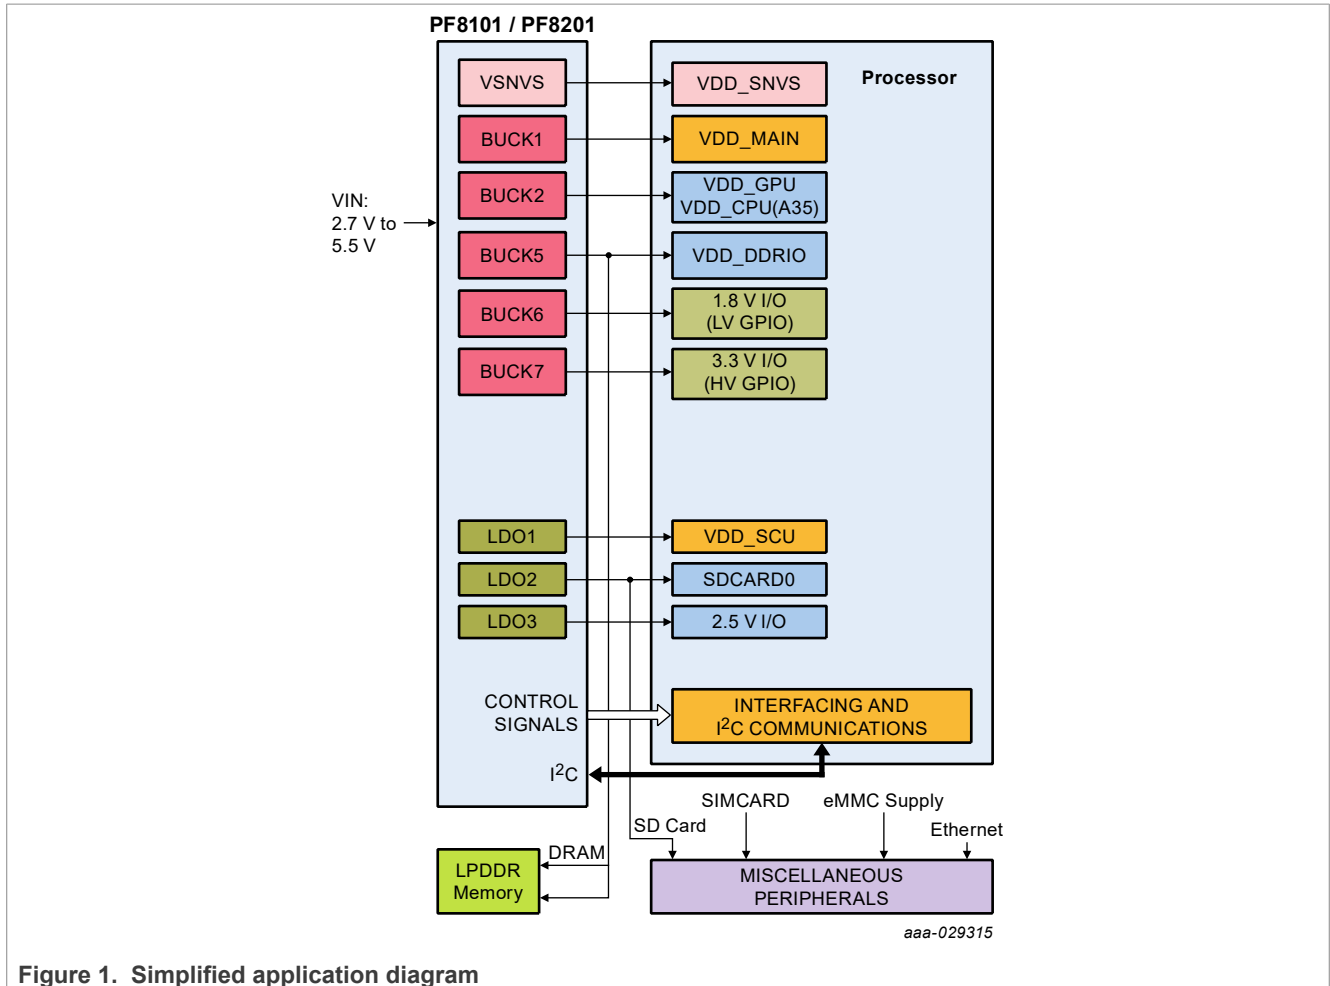 PF8101 / PF8201
Processor
VSNVS
VDD_SNVS
BUCK1
VDD_MAIN
BUCK2
VDD_GPU
VDD_CPU(A35)
VIN:
2.7 V to
5.5 V
BUCK5
VDD_DDRIO
BUCK6
1.8 V I/O
(LV GPIO)
BUCK7
3.3 V I/O
(HV GPIO)
LDO1
VDD_SCU
LDO2
SDCARD0
LDO3
2.5 V I/O
CONTROL
SIGNALS
INTERFACING AND
I2C COMMUNICATIONS
I2C
SIMCARD
eMMC Supply
SD Card
Ethernet
DRAM
LPDDR
Memory
MISCELLANEOUS
PERIPHERALS
aaa-029315
Figure 1. Simplified application diagram